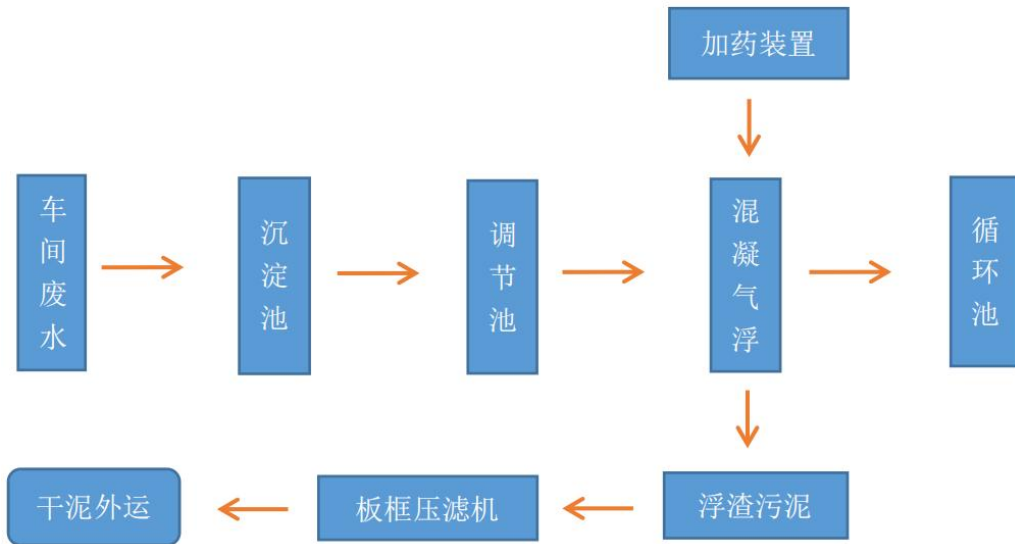 加药装置
车间废水
沉淀池
调节池
混凝气浮
循环池
干泥外运
板框压滤机
浮渣污泥